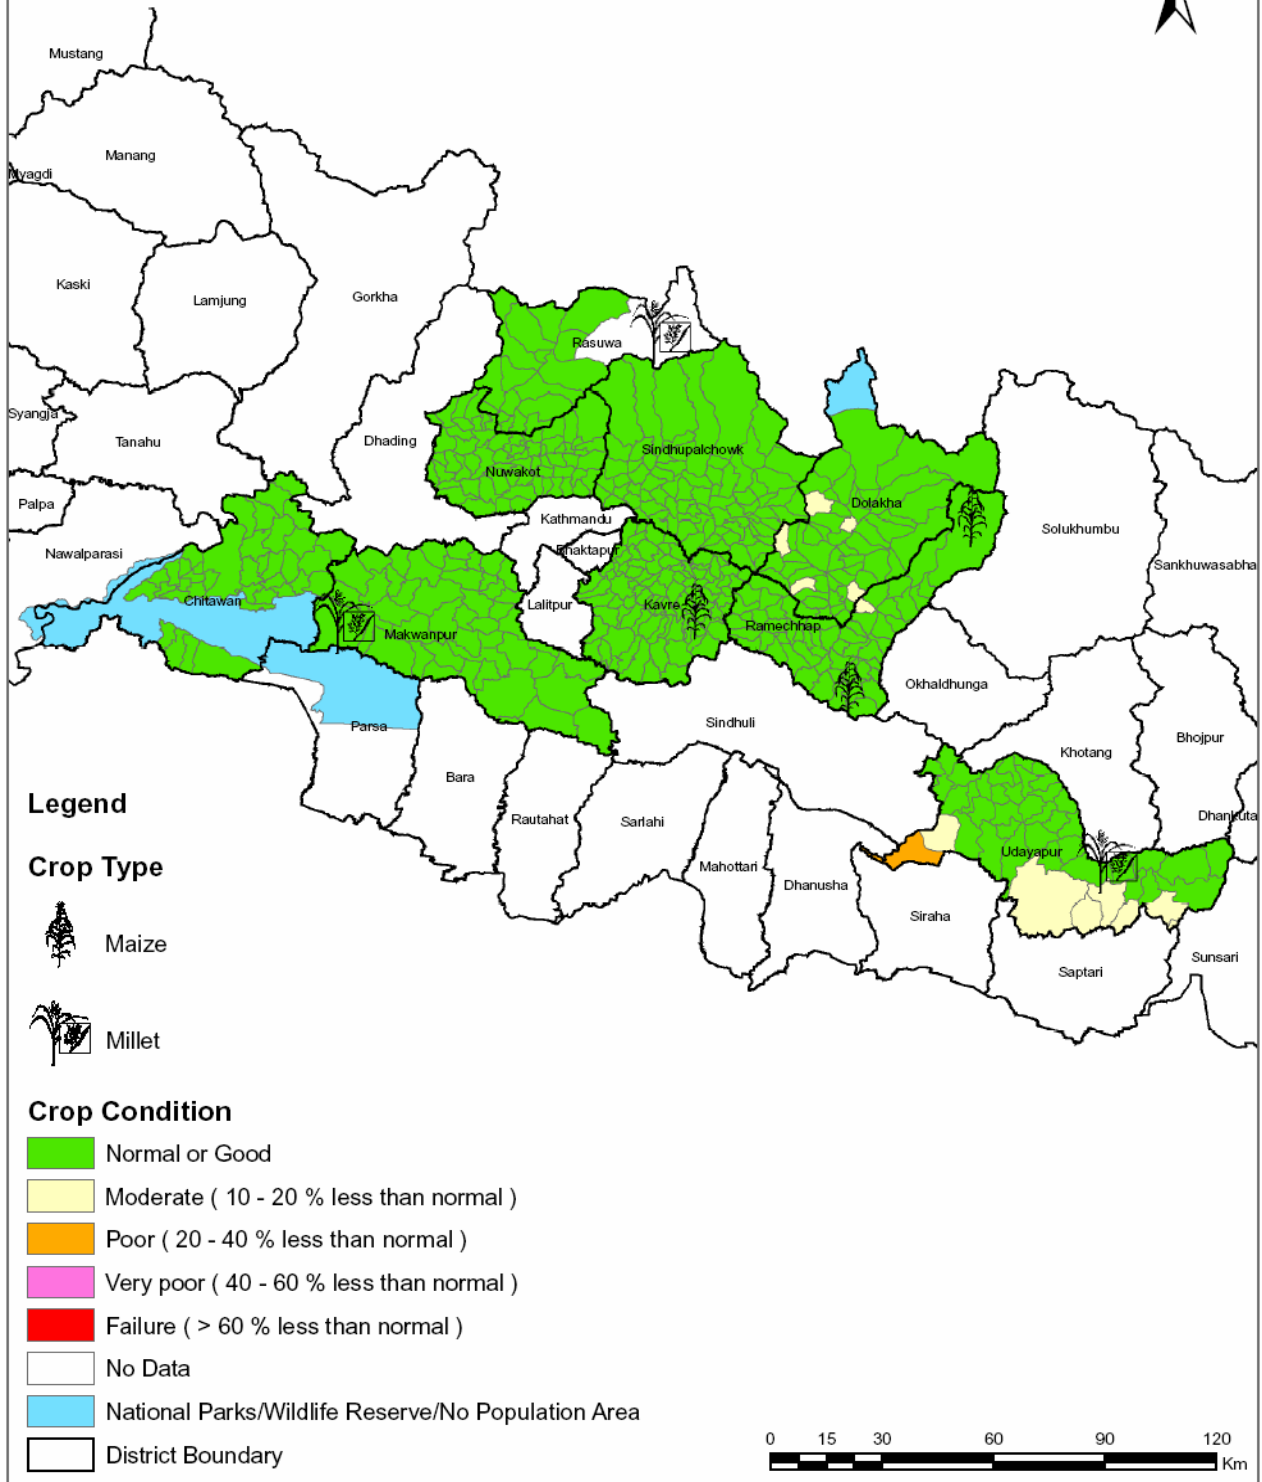 Mustang
Manang
Myagdi
Kaski
Lamjung
Gorkha
Rasuwa
Syangja
Tanahu
Dhading
Nuwakot
Sindhupalchowk
Dolakha
Palpa
Kathmandu
Solukhumbu
Nawalparasi
Bhaktapur
Sankhuwasabha
Chitawan
Lalitpur
Kavre
Makwanpur
Ramechhap
Okhaldhunga
Parsa
Sindhuli
Khotang
Bhojpur
Bara
Rautahat
Sarlahi
Dhankuta
Udayapur
Mahottari
Dhanusha
Siraha
Sunsari
Saptari
Legend
Crop Type
Maize
Millet
Crop Condition
Normal or Good
Moderate ( 10 - 20 % less than normal )
Poor ( 20 - 40 % less than normal )
Very poor ( 40 - 60 % less than normal )
Failure ( > 60 % less than normal )
No Data
National Parks/Wildlife Reserve/No Population Area
District Boundary
0 15 30 60 90 120
Km